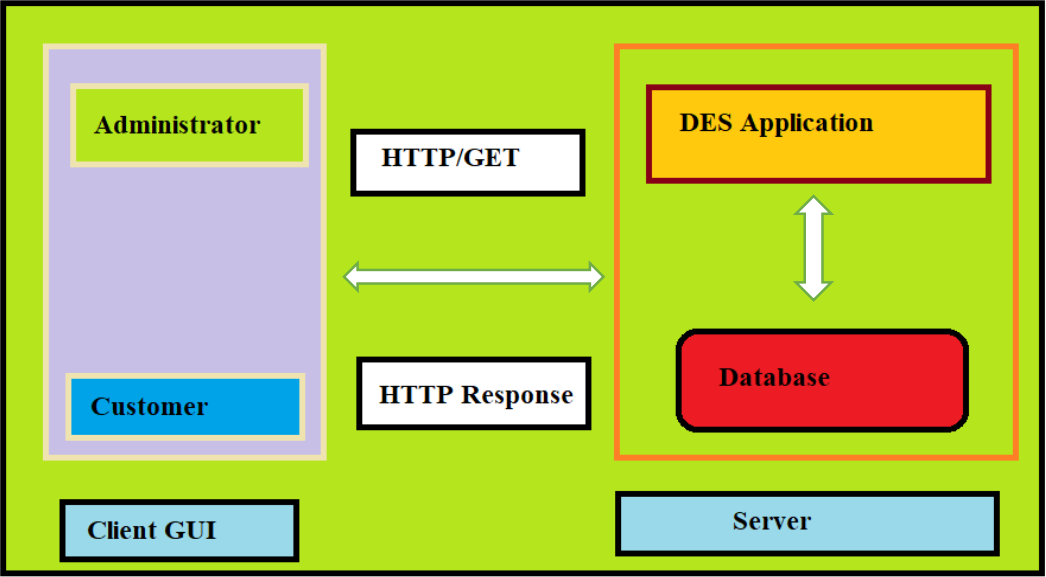 Administrator
DES Application
HTTP/GET
Customer
HTTP Response
Database
Client GUI
Server